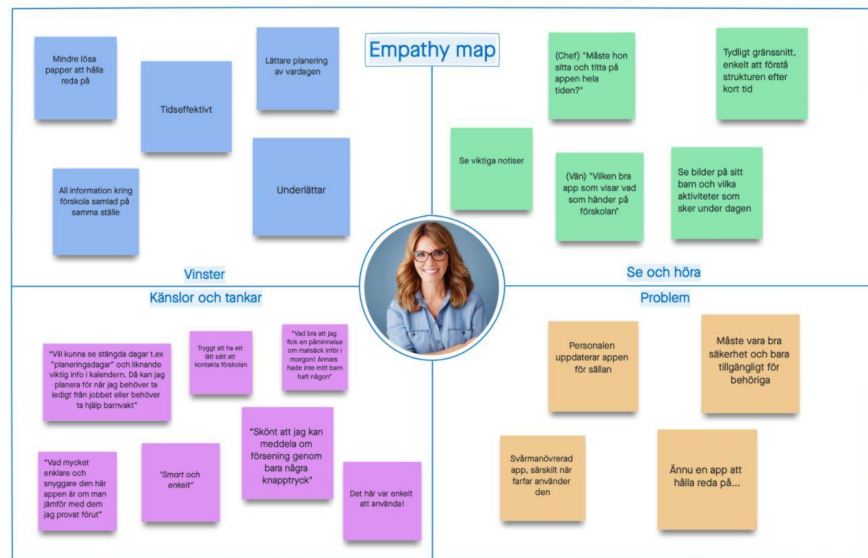 Empathy map
Mindre lösa
papper att hålla
reda på
Tidseffektivt
Lättare planering
av vardagen
All information kring
förskola samlad på
samma ställe
Underlättar
Vinster
(Chef) "Måste hon
sitta och titta på
appen hela
tiden?"
Tydligt gränssnitt,
enkelt att förstå
strukturen efter
kort tid
Se viktiga notiser
(Vän) "Vilken bra
app som visar vad
som händer på
förskolan"
Se bilder på sitt
barn och vilka
aktiviteter som
sker under dagen
Se och höra
Känslor och tankar
"Vill kunna se stängda dagar t.ex
"planeringsdagar" och liknande
viktig info i kalendern. Då kan jag
planera för när jag behöver ta
ledigt från jobbet eller behöver
ta hjälp barnvakt"
Tryggt att ha ett
lätt sätt att
kontakta förskolan
"Vad bra att jag
fick en påminnelse
om matsäck inför i
morgon! Annars
hade inte mitt barn
haft någon"
"Vad mycket
enklare och
snyggare den här
appen är om man
jämför med dem
jag provat förut"
"Smart och
enkelt"
"Skönt att jag kan
meddela om
försening genom
bara några
knapptryck"
Det här var enkelt
att använda!
Problem
Personalen
uppdaterar appen
för sällan
Måste vara bra
säkerhet och bara
tillgängligt för
behöriga
Svårmanövrerad
app, särskilt när
farfar använder
den
Ännu en app att
hålla reda på...